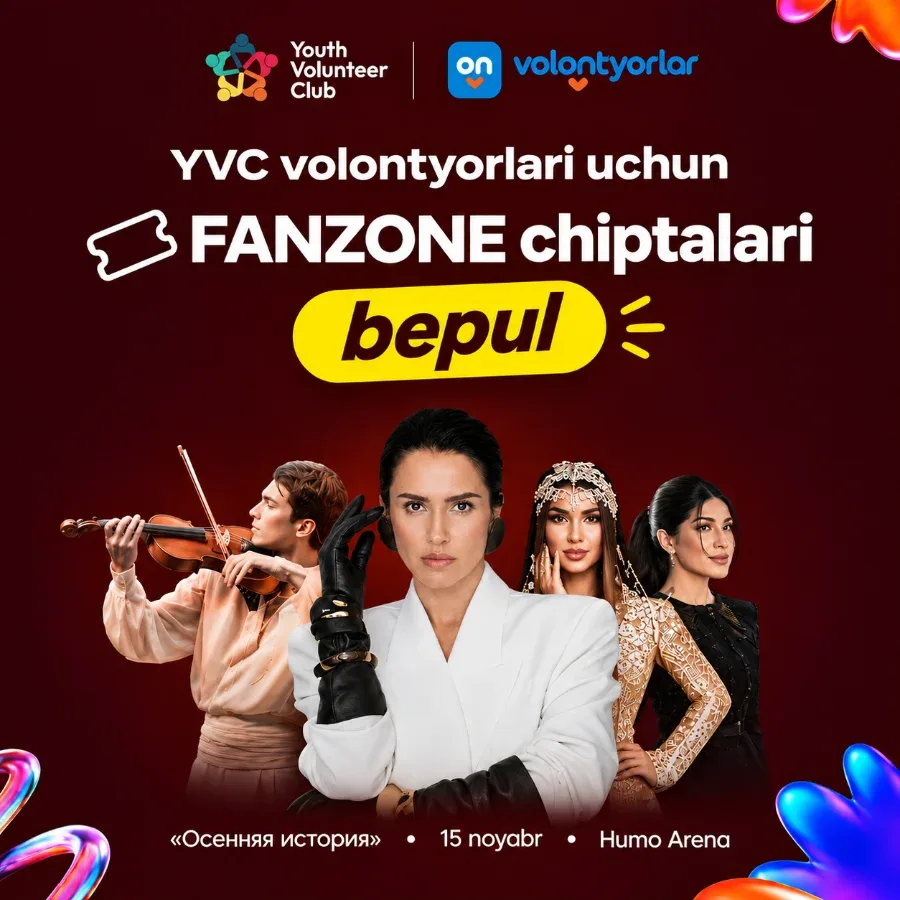 Youth
Volunteer
Club
on volontyorlar
YVC volontyorlari uchun
FANZONE chiptalari
bepul
«Осенняя история» • 15 noyabr • Humo Arena